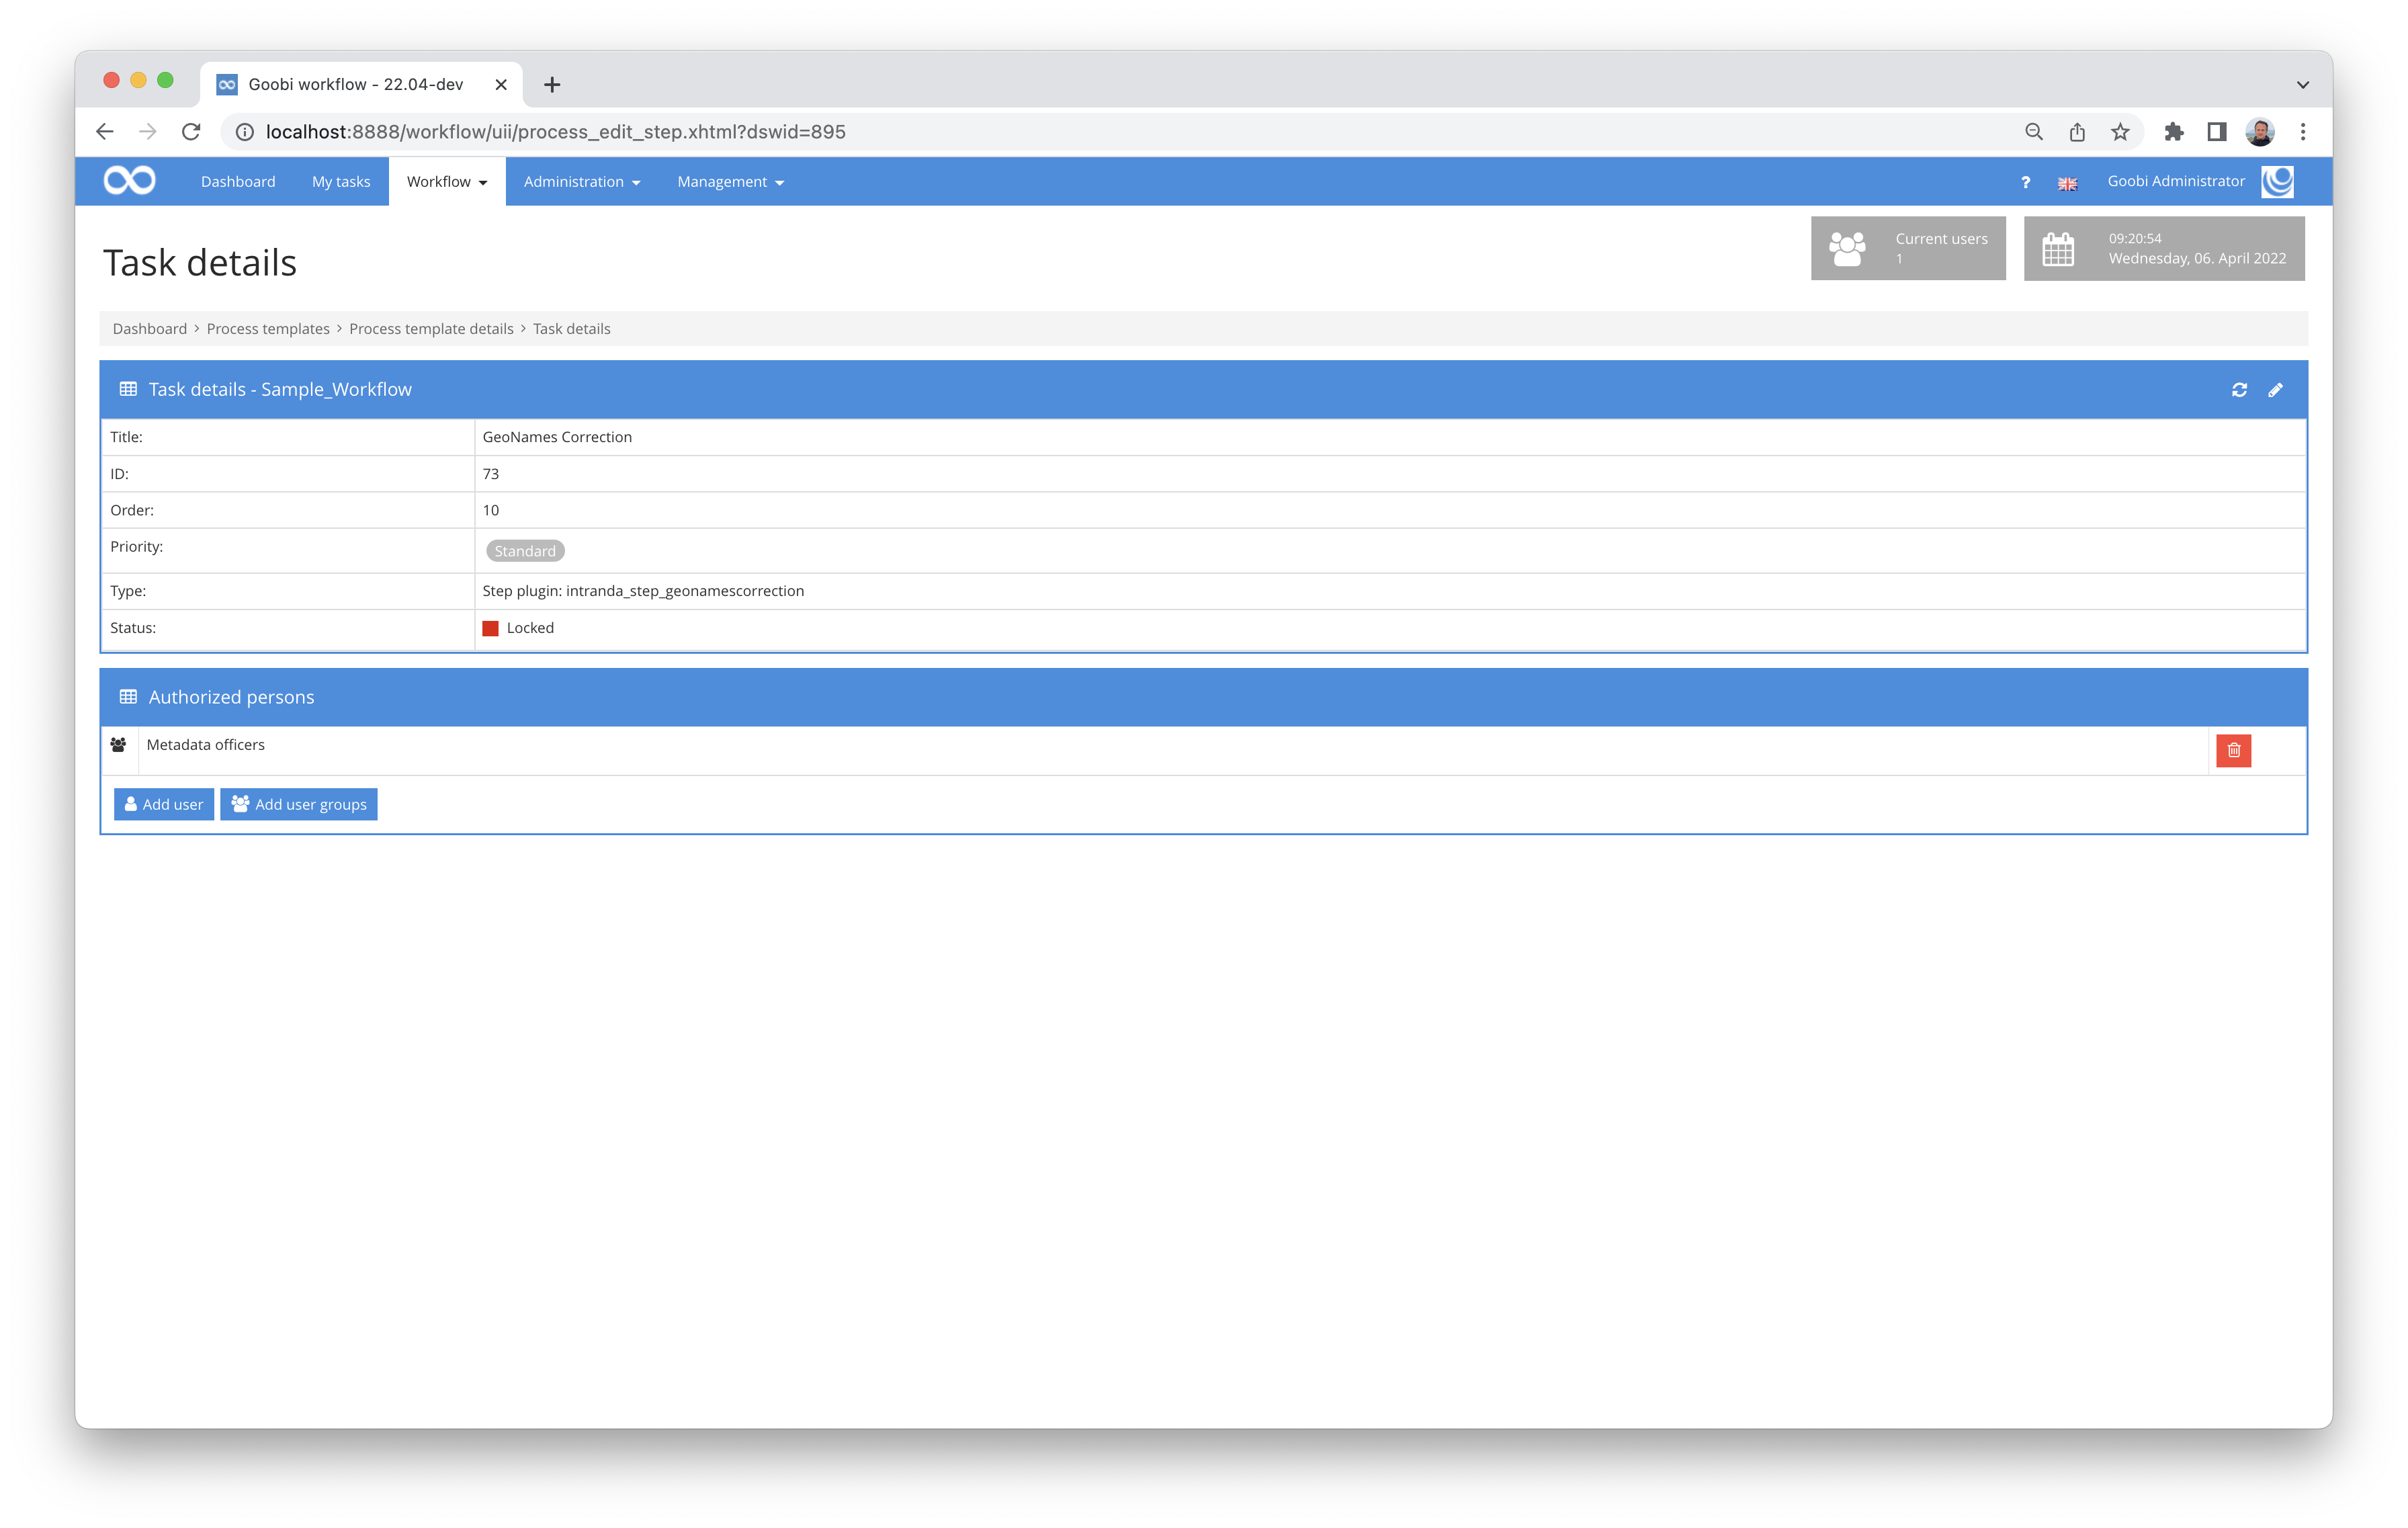 Goobi workflow - 22.04-dev
localhost:8888/workflow/uii/process_edit_step.xhtml?dswid=895
Dashboard My tasks Workflow Administration Management ? Goobi Administrator
Task details
Current users
1
09:20:54
Wednesday, 06. April 2022
Dashboard > Process templates > Process template details > Task details
Task details - Sample_Workflow
Title: GeoNames Correction
ID: 73
Order: 10
Priority: Standard
Type: Step plugin: intranda_step_geonamescorrection
Status: Locked
Authorized persons
Metadata officers
Add user Add user groups